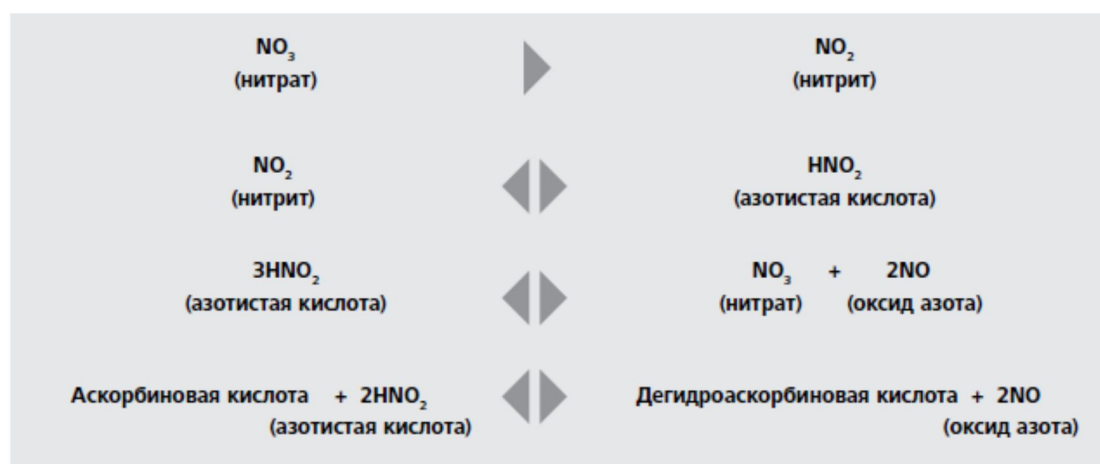 NO₃ NO₂
(нитрат) (нитрит)
NO₂ HNO₂
(нитрит) (азотистая кислота)
3HNO₂ NO₃ + 2NO
(азотистая кислота) (нитрат) (оксид азота)
Аскорбиновая кислота + 2HNO₂ Дегидроаскорбиновая кислота + 2NO
(азотистая кислота) (оксид азота)